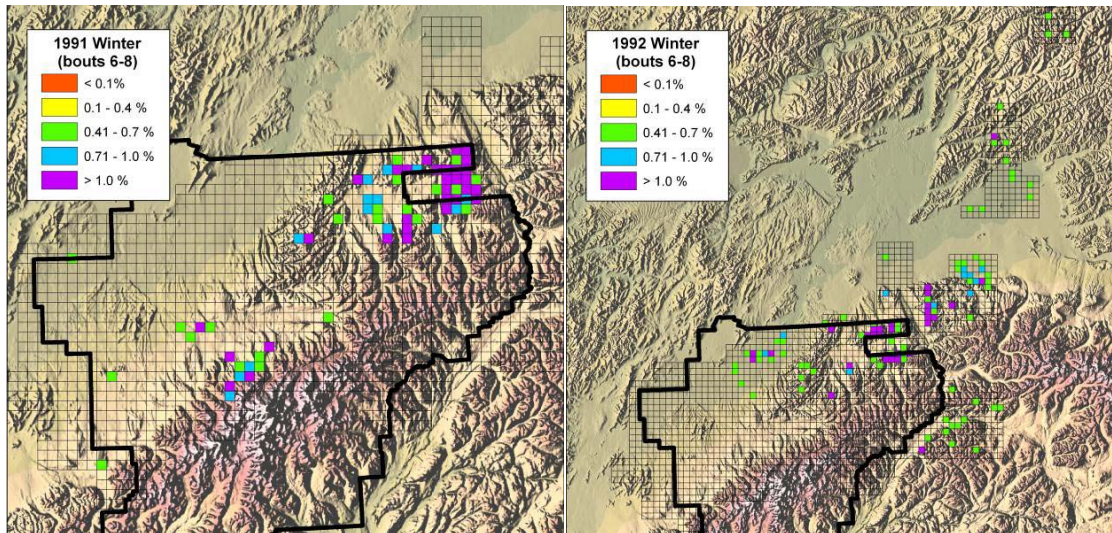 1991 Winter
(bouts 6-8)
< 0.1%
0.1 - 0.4 %
0.41 - 0.7 %
0.71 - 1.0 %
> 1.0 %
1992 Winter
(bouts 6-8)
< 0.1%
0.1 - 0.4 %
0.41 - 0.7 %
0.71 - 1.0 %
> 1.0 %